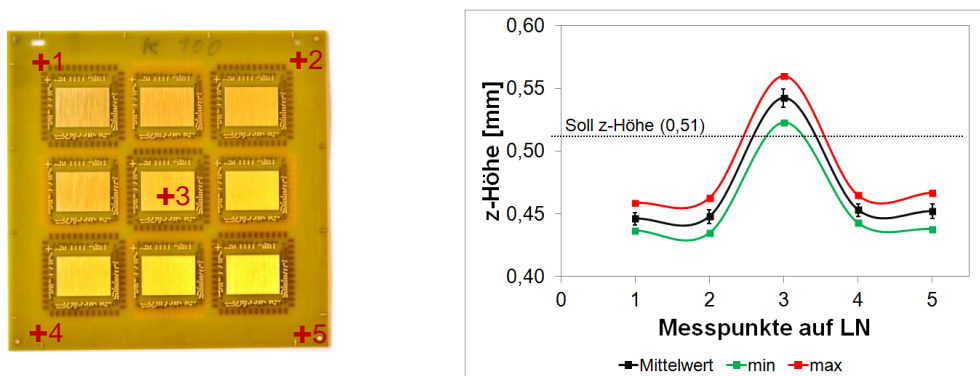 K 100
+1
+2
+3
+4
+5
0,60
0,55
0,50
0,45
0,40
z-Höhe [mm]
Soll z-Höhe (0,51)
0 1 2 3 4 5
Messpunkte auf LN
Mittelwert min max